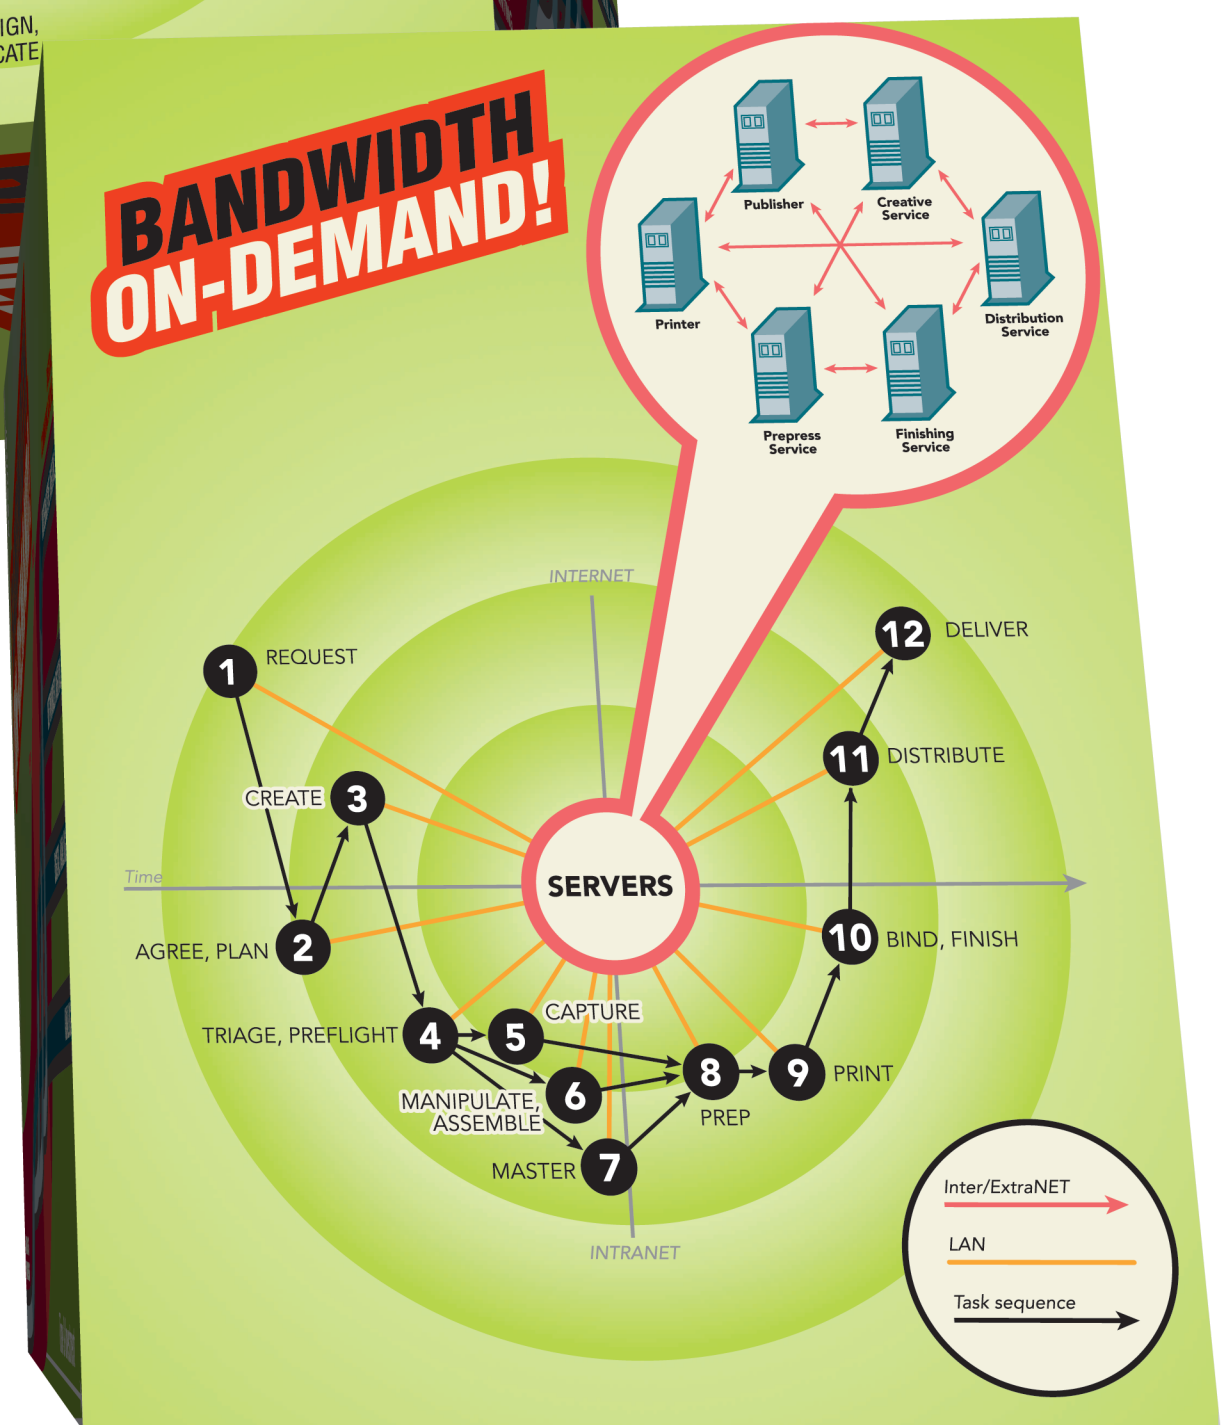 IGN,
CATE
BANDWIDTH
ON-DEMAND!
Publisher
Creative
Service
Printer
Distribution
Service
Prepress
Service
Finishing
Service
INTERNET
1 REQUEST
12 DELIVER
11 DISTRIBUTE
CREATE 3
Time
SERVERS
AGREE, PLAN 2
10 BIND, FINISH
TRIAGE, PREFLIGHT 4
5 CAPTURE
6 MANIPULATE,
ASSEMBLE
8 PREP
9 PRINT
MASTER 7
INTRANET
Inter/ExtraNET
LAN
Task sequence